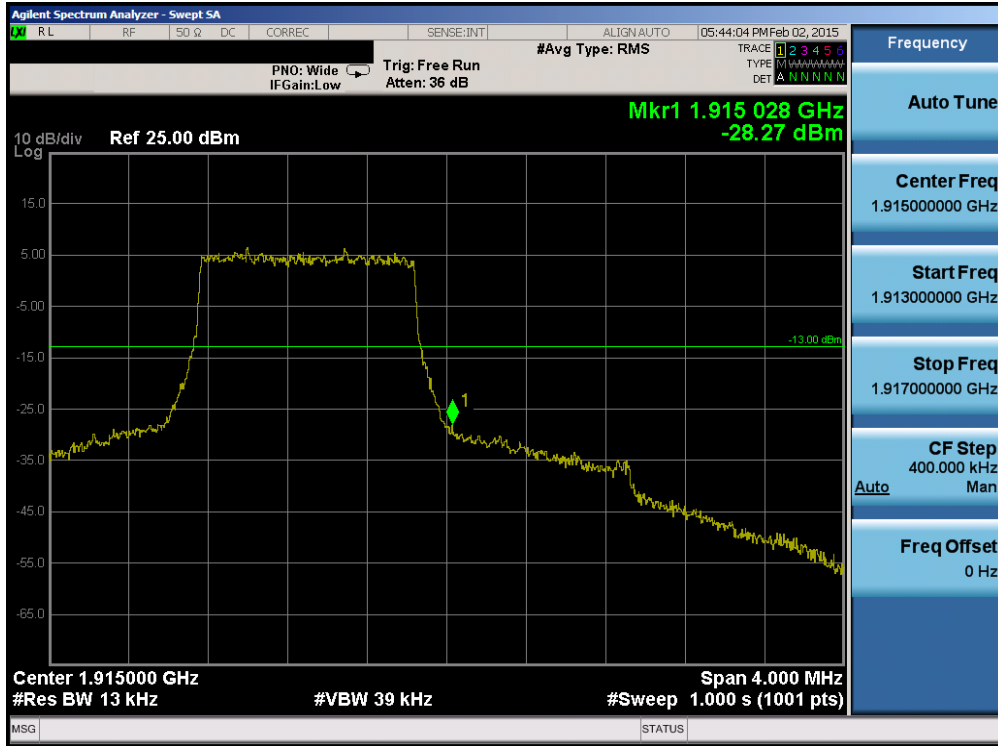 Agilent Spectrum Analyzer - Swept SA
LXI RL RF 50 Ω DC CORREC SENSE:INT ALIGNAUTO 05:44:04 PMFeb 02, 2015
#Avg Type: RMS
TRACE 1 2 3 4 5 6
TYPE M WWWWW
DET A N N N N N
PNO: Wide
IFGain:Low
Trig: Free Run
Atten: 36 dB
Mkr1 1.915 028 GHz
-28.27 dBm
10 dB/div Ref 25.00 dBm
Log
15.0
5.00
-5.00
-13.00 dBm
-15.0
-25.0
1
-35.0
-45.0
-55.0
-65.0
Center 1.915000 GHz Span 4.000 MHz
#Res BW 13 kHz #VBW 39 kHz #Sweep 1.000 s (1001 pts)
MSG STATUS
Frequency
Auto Tune
Center Freq
1.915000000 GHz
Start Freq
1.913000000 GHz
Stop Freq
1.917000000 GHz
CF Step
400.000 kHz
Auto Man
Freq Offset
0 Hz